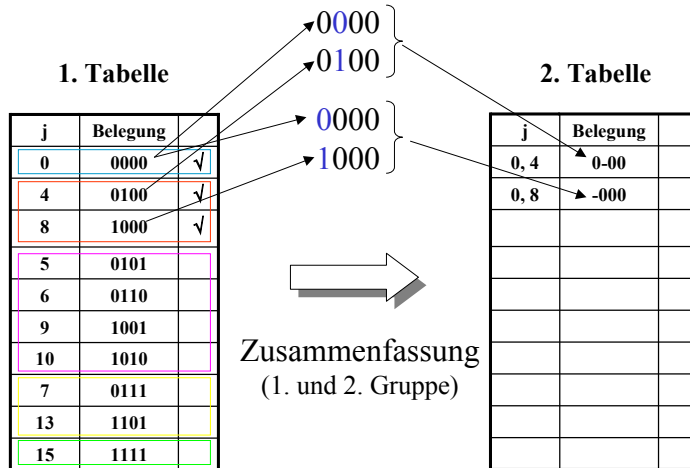 0000
0100
1. Tabelle
2. Tabelle
0000
1000
j Belegung
0 0000 √
4 0100 √
8 1000 √
5 0101
6 0110
9 1001
10 1010
7 0111
13 1101
15 1111
Zusammenfassung
(1. und 2. Gruppe)
j Belegung
0, 4 0-00
0, 8 -000